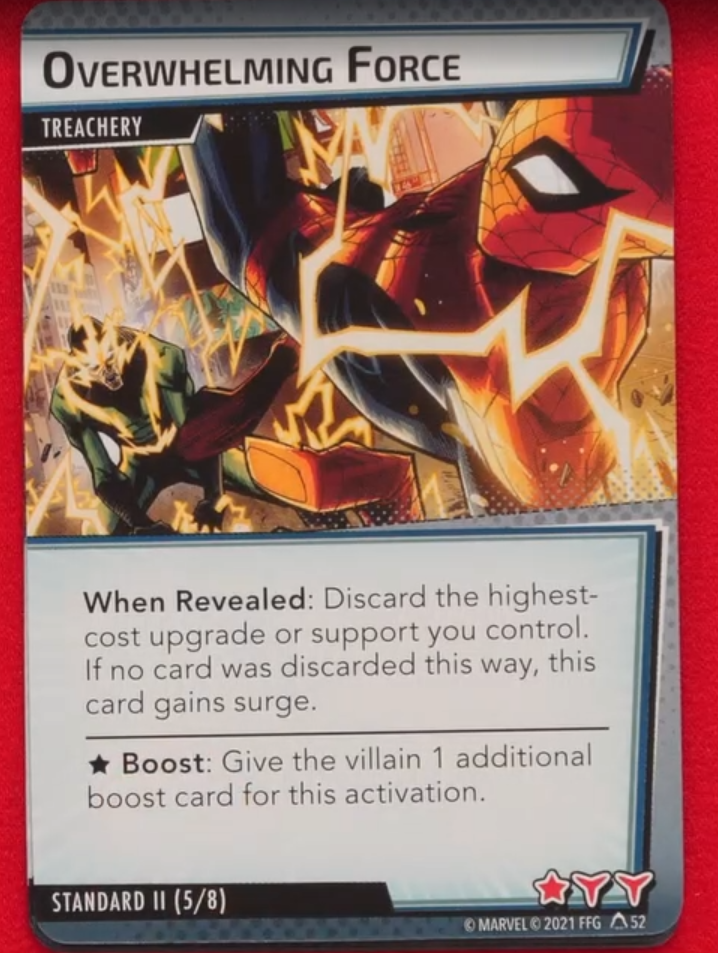 OVERWHELMING FORCE
TREACHERY
When Revealed: Discard the highest-
cost upgrade or support you control.
If no card was discarded this way, this
card gains surge.
★ Boost: Give the villain 1 additional
boost card for this activation.
STANDARD II (5/8)
© MARVEL © 2021 FFG 52